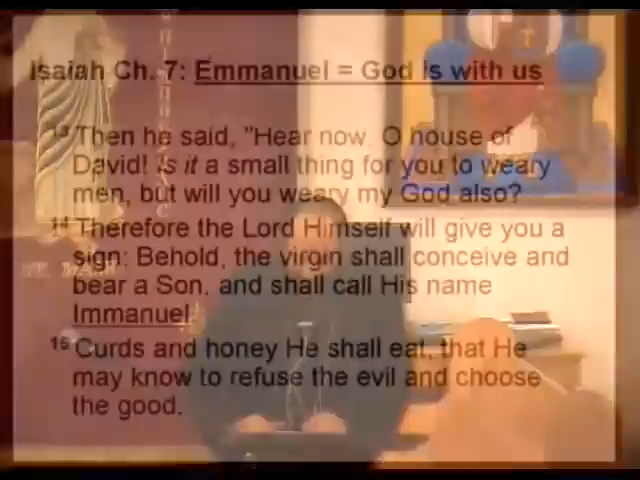 Isaiah Ch. 7: Emmanuel = God is with us
13 Then he said, "Hear now, O house of
David! Is it a small thing for you to weary
men, but will you weary my God also?
14 Therefore the Lord Himself will give you a
sign: Behold, the virgin shall conceive and
bear a Son, and shall call His name
Immanuel.
15 Curds and honey He shall eat, that He
may know to refuse the evil and choose
the good.